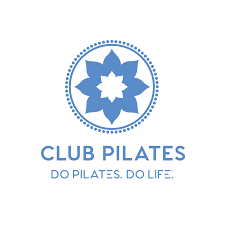 CLUB PILATES
DO PILATES. DO LIFE.